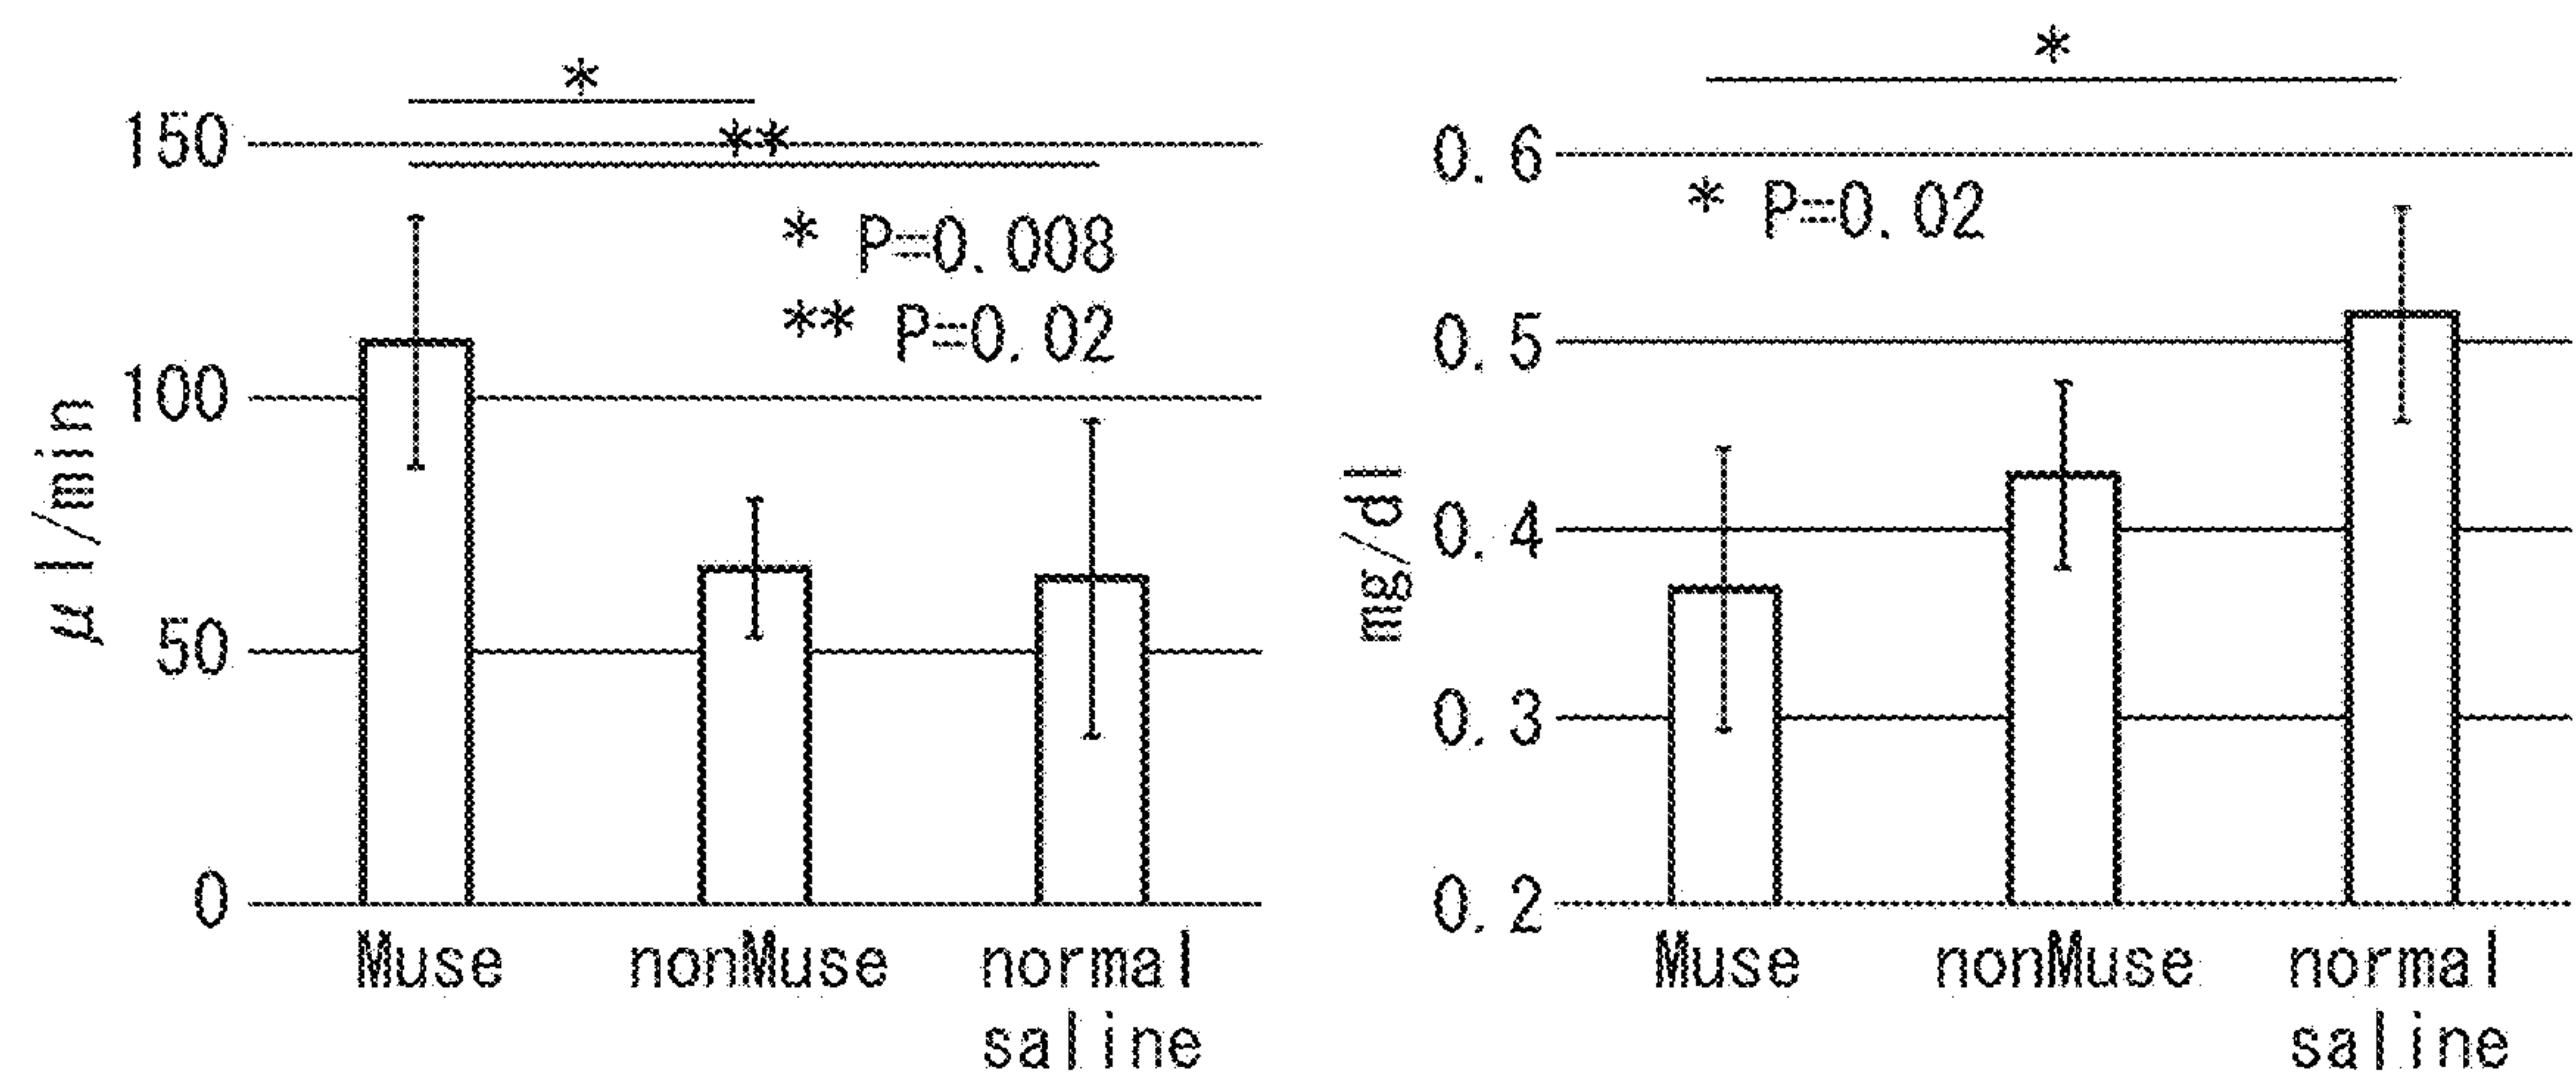 *
150
**
* P=0.008
** P=0.02
100
50
0
μl/min
Muse nonMuse normal
saline
*
0.6
* P=0.02
0.5
0.4
0.3
0.2
mg/dl
Muse nonMuse normal
saline